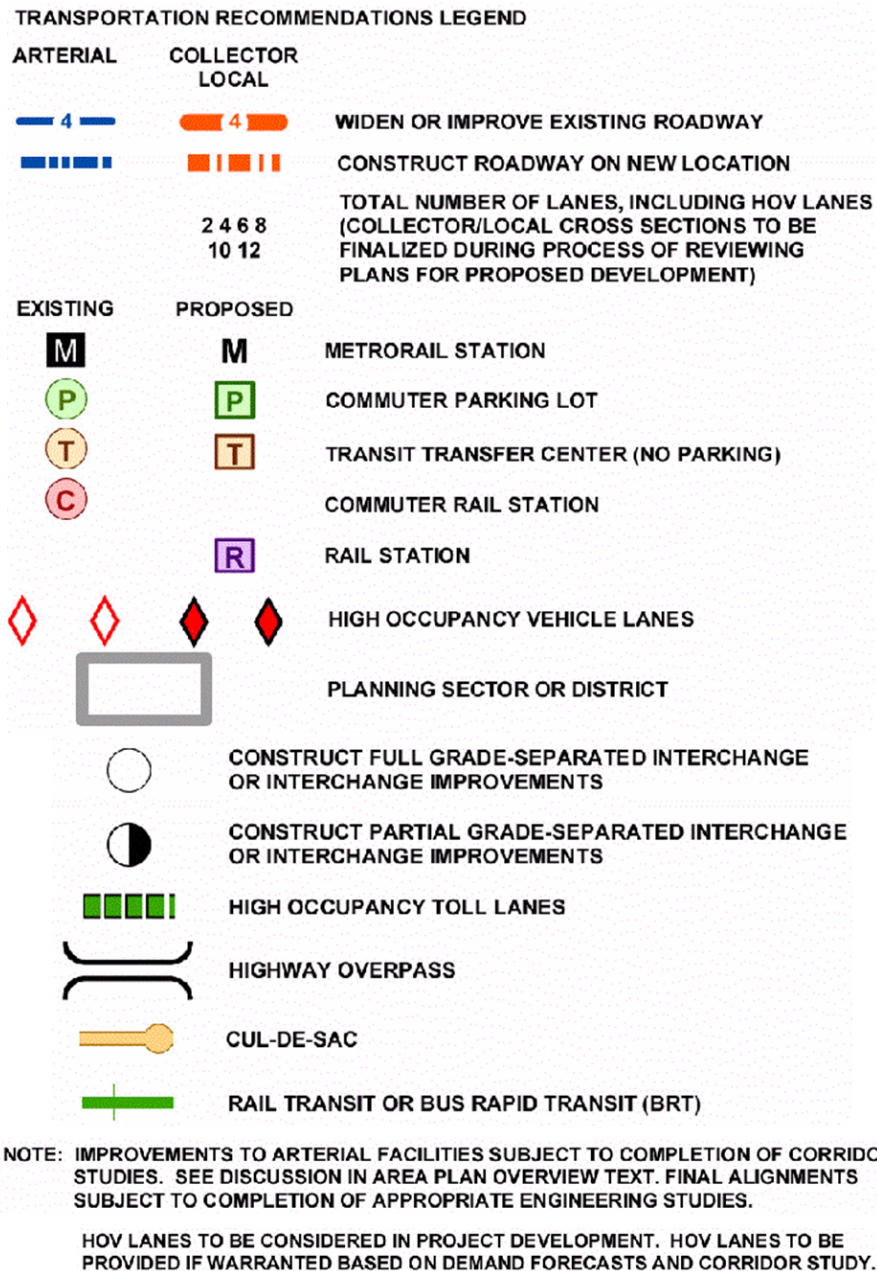 TRANSPORTATION RECOMMENDATIONS LEGEND
ARTERIAL COLLECTOR
LOCAL
4 4 WIDEN OR IMPROVE EXISTING ROADWAY
CONSTRUCT ROADWAY ON NEW LOCATION
2 4 6 8
10 12
TOTAL NUMBER OF LANES, INCLUDING HOV LANES
(COLLECTOR/LOCAL CROSS SECTIONS TO BE
FINALIZED DURING PROCESS OF REVIEWING
PLANS FOR PROPOSED DEVELOPMENT)
EXISTING PROPOSED
M M METRORAIL STATION
P P COMMUTER PARKING LOT
T T TRANSIT TRANSFER CENTER (NO PARKING)
C COMMUTER RAIL STATION
R RAIL STATION
HIGH OCCUPANCY VEHICLE LANES
PLANNING SECTOR OR DISTRICT
CONSTRUCT FULL GRADE-SEPARATED INTERCHANGE
OR INTERCHANGE IMPROVEMENTS
CONSTRUCT PARTIAL GRADE-SEPARATED INTERCHANGE
OR INTERCHANGE IMPROVEMENTS
HIGH OCCUPANCY TOLL LANES
HIGHWAY OVERPASS
CUL-DE-SAC
RAIL TRANSIT OR BUS RAPID TRANSIT (BRT)
NOTE: IMPROVEMENTS TO ARTERIAL FACILITIES SUBJECT TO COMPLETION OF CORRIDO
STUDIES. SEE DISCUSSION IN AREA PLAN OVERVIEW TEXT. FINAL ALIGNMENTS
SUBJECT TO COMPLETION OF APPROPRIATE ENGINEERING STUDIES.
HOV LANES TO BE CONSIDERED IN PROJECT DEVELOPMENT. HOV LANES TO BE
PROVIDED IF WARRANTED BASED ON DEMAND FORECASTS AND CORRIDOR STUDY.